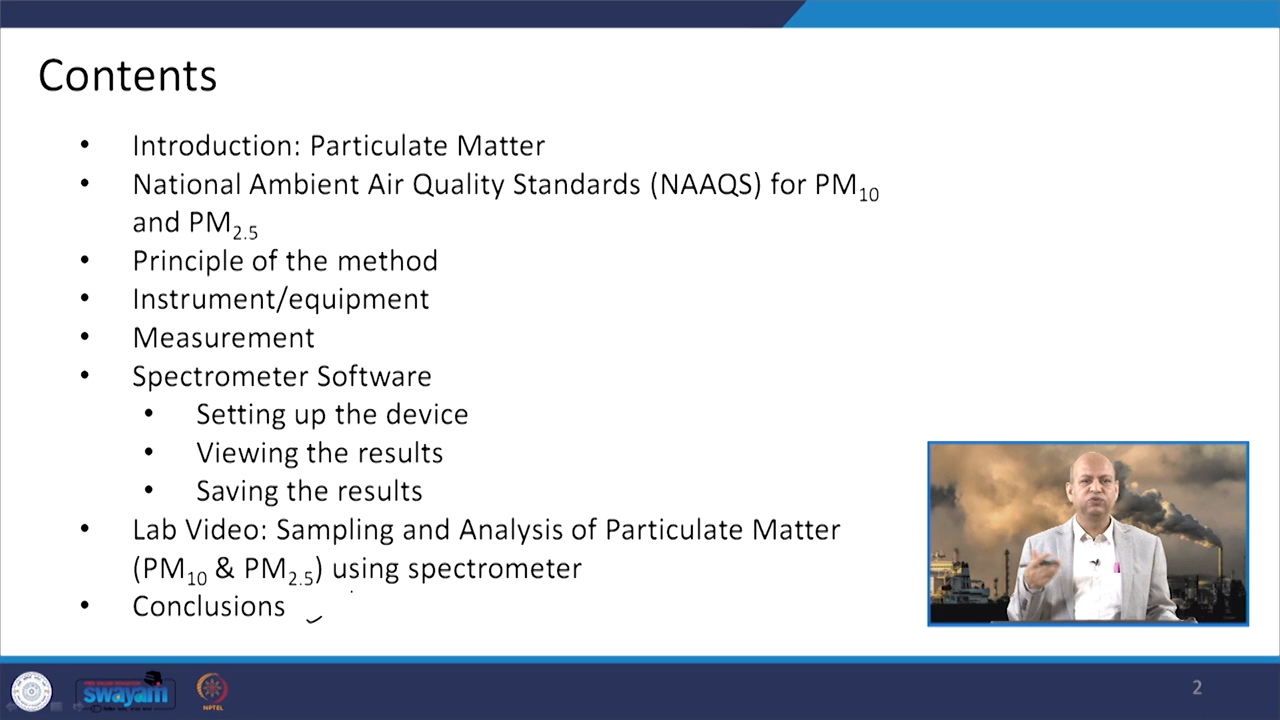 Contents
• Introduction: Particulate Matter
• National Ambient Air Quality Standards (NAAQS) for PM10
and PM2.5
• Principle of the method
• Instrument/equipment
• Measurement
• Spectrometer Software
• Setting up the device
• Viewing the results
• Saving the results
• Lab Video: Sampling and Analysis of Particulate Matter
(PM10 & PM2.5) using spectrometer
• Conclusions
swayam
NPTEL
2